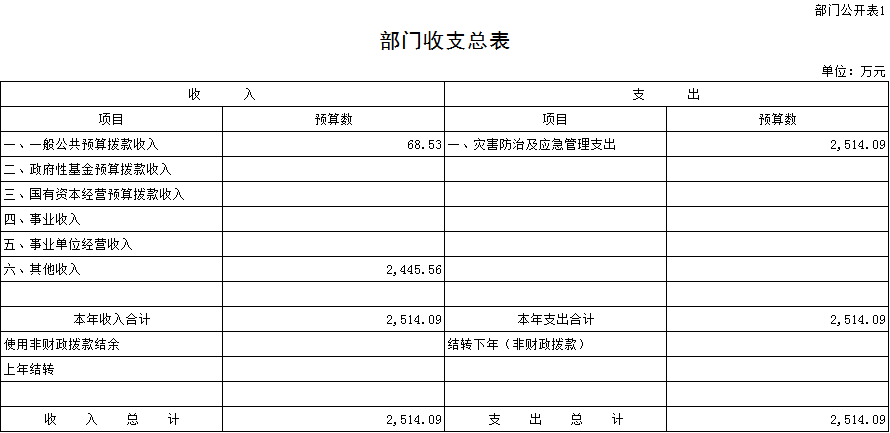 部门公开表1
部门收支总表
单位：万元
收 入 支 出
项目 预算数 项目 预算数
一、一般公共预算拨款收入 68.53 一、灾害防治及应急管理支出 2,514.09
二、政府性基金预算拨款收入
三、国有资本经营预算拨款收入
四、事业收入
五、事业单位经营收入
六、其他收入 2,445.56
本年收入合计 2,514.09 本年支出合计 2,514.09
使用非财政拨款结余 结转下年（非财政拨款）
上年结转
收 入 总 计 2,514.09 支 出 总 计 2,514.09